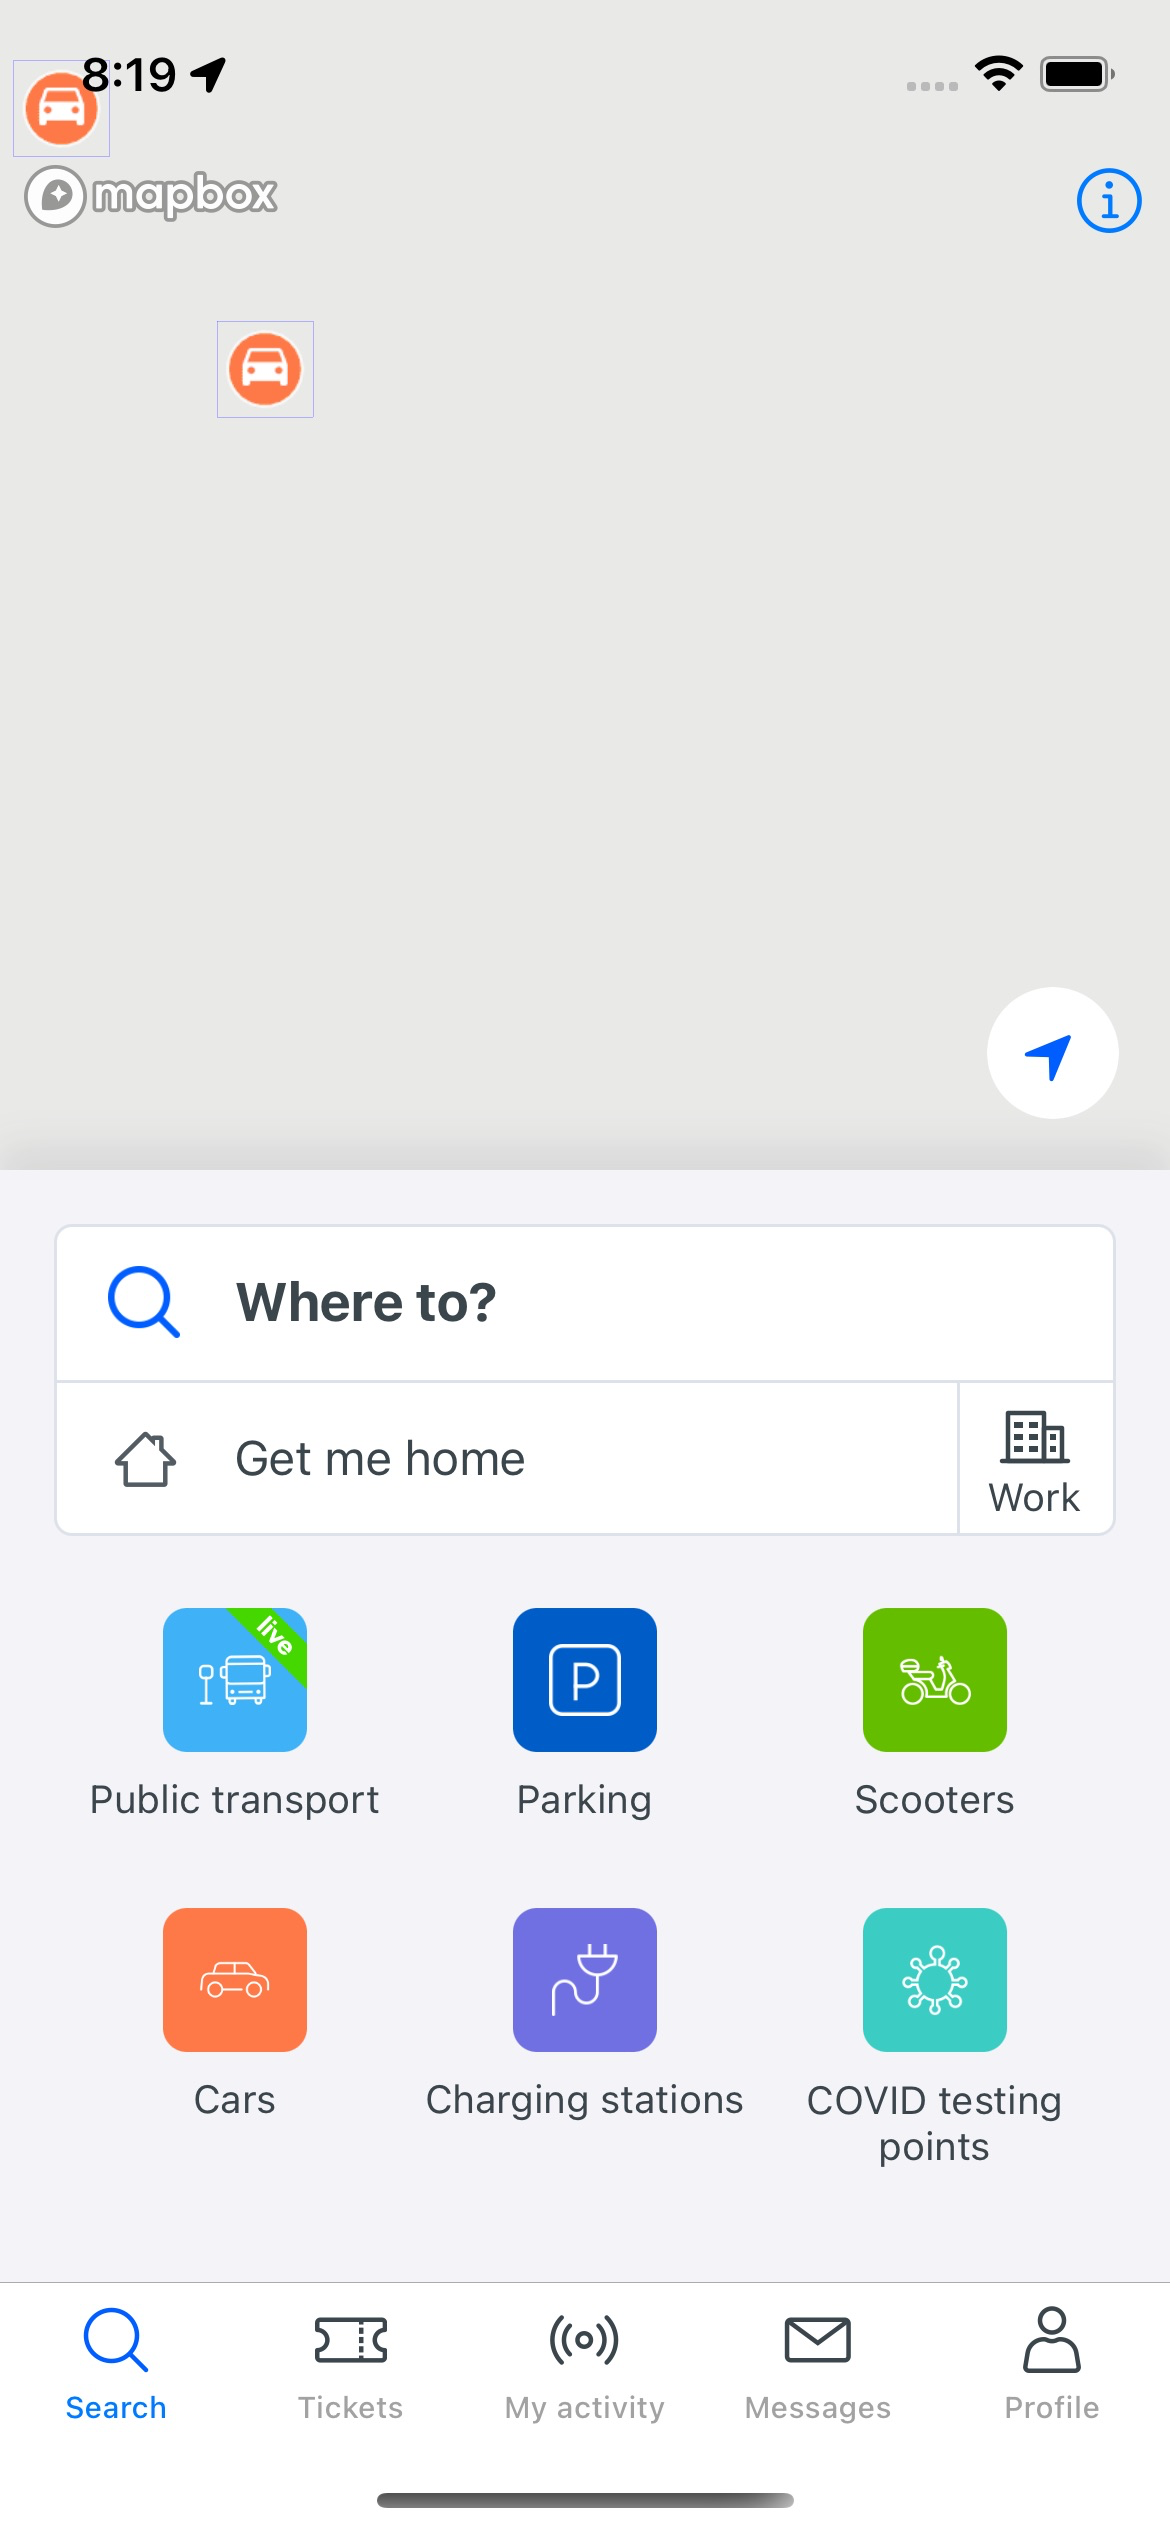 8:19
mapbox
Where to?
Get me home
Work
live
P
Public transport
Parking
Scooters
Cars
Charging stations
COVID testing
points
Search
Tickets
My activity
Messages
Profile